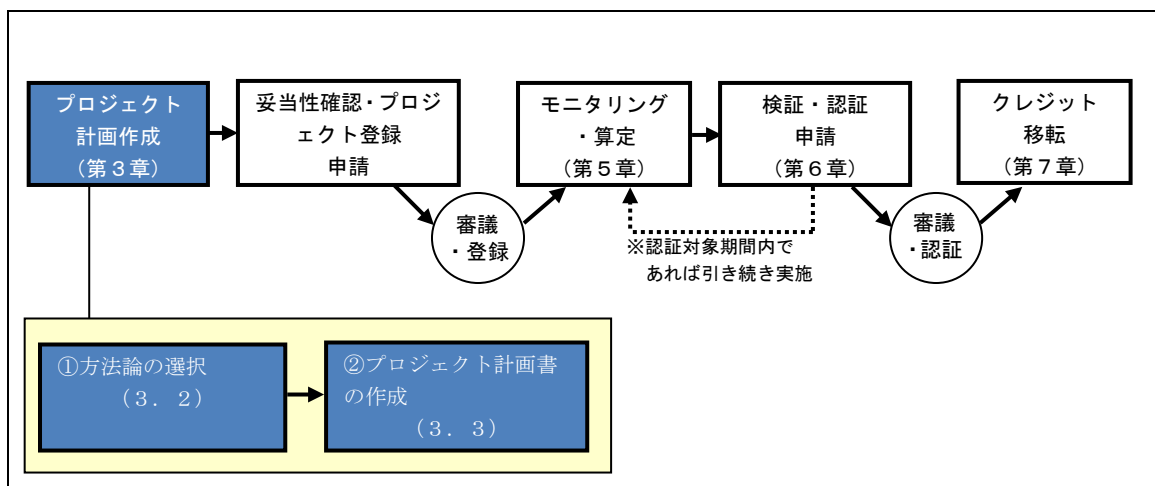 プロジェクト
計画作成
（第３章）
妥当性確認・プロジ
ェクト登録
申請
審議
・登録
モニタリング
・算定
（第５章）
検証・認証
申請
（第６章）
※認証対象期間内で
あれば引き続き実施
審議
・認証
クレジット
移転
（第７章）
①方法論の選択
（３．２）
②プロジェクト計画書
の作成
（３．３）